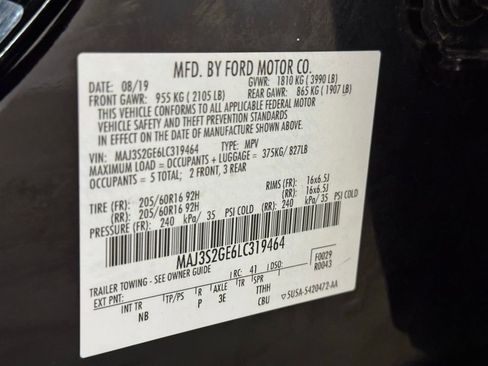 MFD. BY FORD MOTOR CO.
DATE: 08/19 GVWR: 1810 KG ( 3990 LB)
FRONT GAWR: 955 KG ( 2105 LB) REAR GAWR: 865 KG ( 1907 LB)
THIS VEHICLE CONFORMS TO ALL APPLICABLE FEDERAL MOTOR
VEHICLE SAFETY AND THEFT PREVENTION STANDARDS
IN EFFECT ON THE DATE OF MANUFACTURE SHOWN ABOVE.
VIN: MAJ3S2GE6LC319464 TYPE: MPV
MAXIMUM LOAD = OCCUPANTS + LUGGAGE = 375KG/ 827LB
OCCUPANTS = 5 TOTAL; 2 FRONT, 3 REAR
TIRE (FR): 205/60R16 92H RIMS (FR): 16x6.5J
(RR): 205/60R16 92H (RR): 16x6.5J
PRESSURE (FR): 240 kPa/ 35 PSI COLD (RR): 240 kPa/ 35 PSI COLD
MAJ3S2GE6LC319464
F0029
R0043
TRAILER TOWING - SEE OWNER GUIDE RC: 41 DSO:
EXT PNT: INT TR TP/PS R AXLE TR SPR
NB P 3E TTHH
CBU 5U5A-5420472-AA